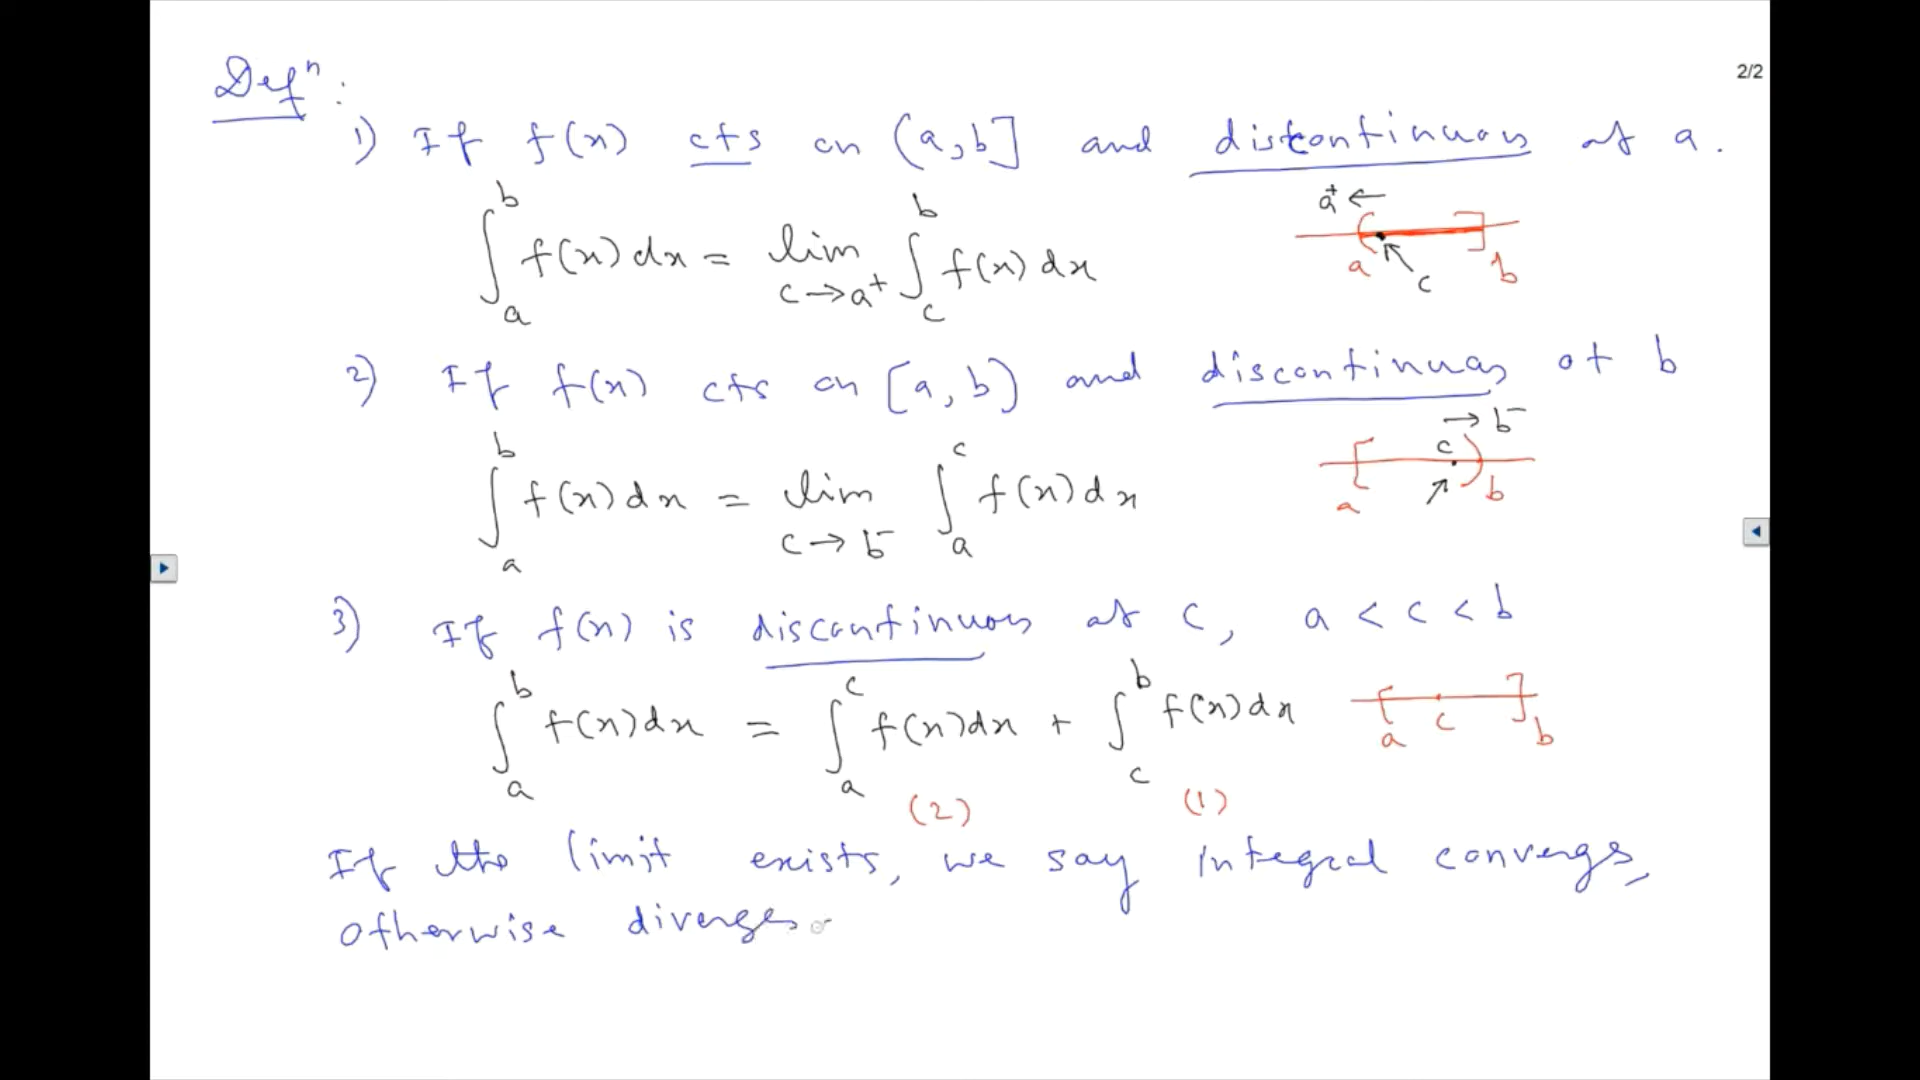 Defⁿ :
2/2
1) If f(x) cts on (a,b] and discontinuous at a.
a⁺ ←
∫_a^b f(x) dx = lim_{c→a⁺} ∫_c^b f(x) dx
a c b
2) If f(x) cts on [a, b) and discontinuous at b
→ b⁻
∫_a^b f(x) dx = lim_{c→b⁻} ∫_a^c f(x) dx
a c b
3) If f(x) is discontinuous at c, a < c < b
∫_a^b f(x) dx = ∫_a^c f(x) dx + ∫_c^b f(x) dx
a c b
(2) (1)
If the limit exists, we say integral converges,
otherwise diverges.